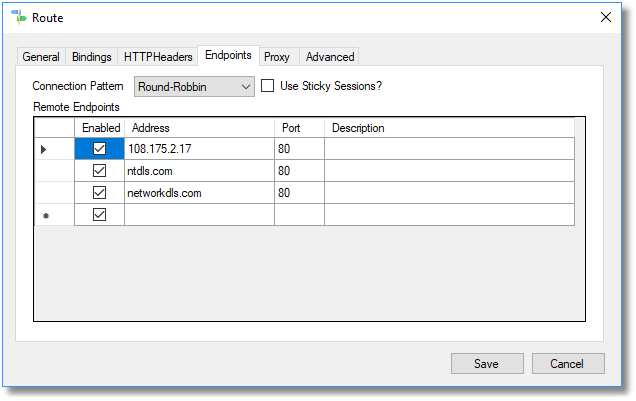 Route
General Bindings HTTPHeaders Endpoints Proxy Advanced
Connection Pattern Round-Robbin Use Sticky Sessions?
Remote Endpoints
Enabled Address Port Description
108.175.2.17 80
ntdls.com 80
networkdls.com 80
Save Cancel